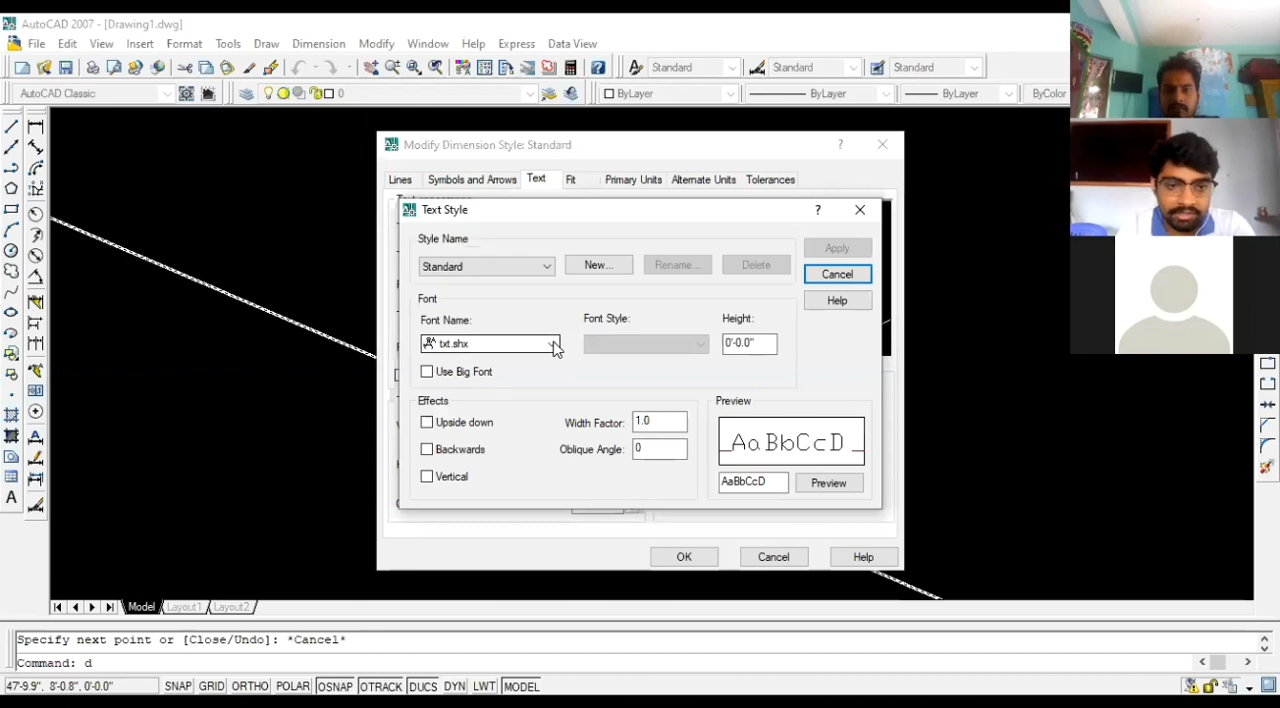 AutoCAD 2007 - [Drawing1.dwg]
File Edit View Insert Format Tools Draw Dimension Modify Window Help Express Data View
Standard Standard Standard
AutoCAD Classic 0 ByLayer ByLayer ByLayer ByColor
Modify Dimension Style: Standard
Lines Symbols and Arrows Text Fit Primary Units Alternate Units Tolerances
Text Style
Style Name
Apply
Standard New... Rename... Delete
Cancel
Font
Help
Font Name: Font Style: Height:
txt.shx 0'-0.0"
Use Big Font
Effects Preview
Upside down Width Factor: 1.0
AaBbCcD
Backwards Oblique Angle: 0
Vertical
AaBbCcD Preview
OK Cancel Help
Model Layout1 Layout2
Specify next point or [Close/Undo]: *Cancel*
Command: d
47'-9.9", 8'-0.8", 0'-0.0" SNAP GRID ORTHO POLAR OSNAP OTRACK DUCS DYN LWT MODEL